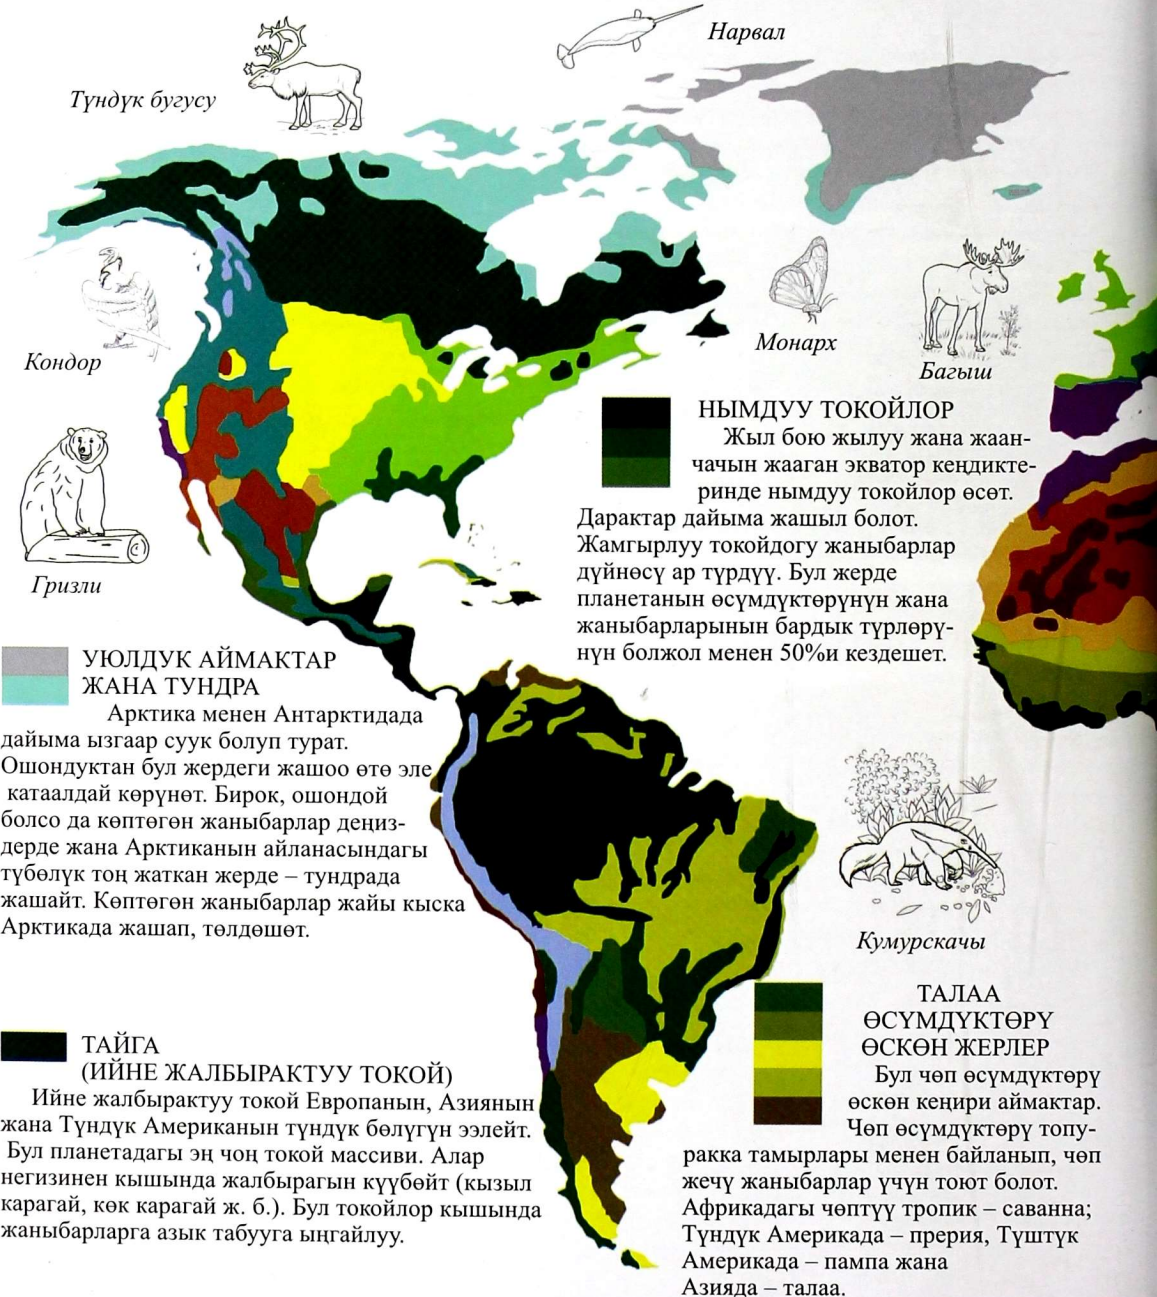 Нарвал
Түндүк бугусу
Кондор
Монарх
Багыш
Гризли
НЫМДУУ ТОКОЙЛОР
Жыл бою жылуу жана жаан-
чачын жааган экватор кеңдикте-
ринде нымдуу токойлор өсөт.
Дарактар дайыма жашыл болот.
Жамгырлуу токойдогу жаныбарлар
дүйнөсү ар түрдүү. Бул жерде
планетанын өсүмдүктөрүнүн жана
жаныбарларынын бардык түрлөрү-
нүн болжол менен 50%и кездешет.
УЮЛДУК АЙМАКТАР
ЖАНА ТУНДРА
Арктика менен Антарктидада
дайыма ызгаар суук болуп турат.
Ошондуктан бул жердеги жашоо өтө эле
катаалдай көрүнөт. Бирок, ошондой
болсо да көптөгөн жаныбарлар деңиз-
дерде жана Арктиканын айланасындагы
түбөлүк тоң жаткан жерде – тундрада
жашайт. Көптөгөн жаныбарлар жайы кыска
Арктикада жашап, төлдөшөт.
Кумурскачы
ТАЙГА
(ИЙНЕ ЖАЛБЫРАКТУУ ТОКОЙ)
Ийне жалбырактуу токой Европанын, Азиянын
жана Түндүк Американын түндүк бөлүгүн ээлейт.
Бул планетадагы эң чоң токой массиви. Алар
негизинен кышында жалбырагын күүбөйт (кызыл
карагай, көк карагай ж. б.). Бул токойлор кышында
жаныбарларга азык табууга ыңгайлуу.
ТАЛАА
ӨСҮМДҮКТӨРҮ
ӨСКӨН ЖЕРЛЕР
Бул чөп өсүмдүктөрү
өскөн кеңири аймактар.
Чөп өсүмдүктөрү топу-
ракка тамырлары менен байланып, чөп
жечү жаныбарлар үчүн тоют болот.
Африкадагы чөптүү тропик – саванна;
Түндүк Америкада – прерия, Түштүк
Америкада – пампа жана
Азияда – талаа.